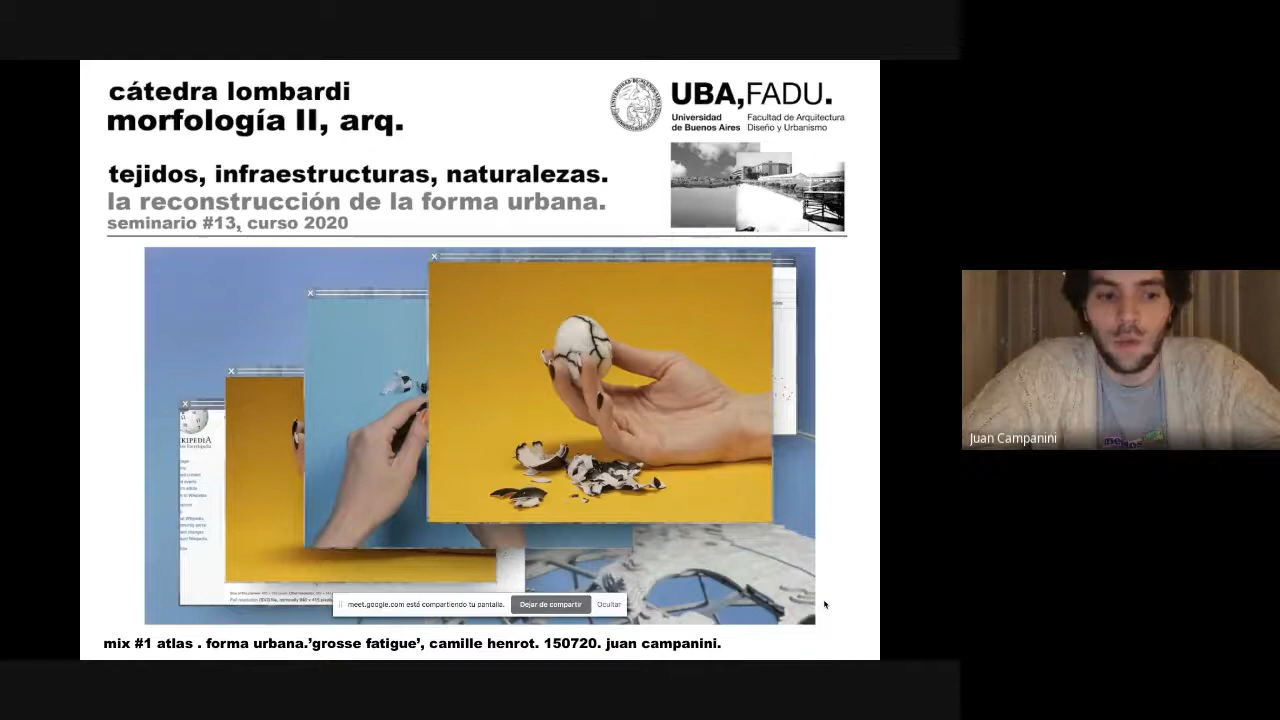 cátedra lombardi
morfología II, arq.
UBA,FADU.
Universidad
de Buenos Aires
Facultad de Arquitectura
Diseño y Urbanismo
tejidos, infraestructuras, naturalezas.
la reconstrucción de la forma urbana.
seminario #13, curso 2020
KIPEDIA
meet.google.com está compartiendo tu pantalla.
Dejar de compartir
Ocultar
mix #1 atlas . forma urbana.'grosse fatigue', camille henrot. 150720. juan campanini.
Juan Campanini